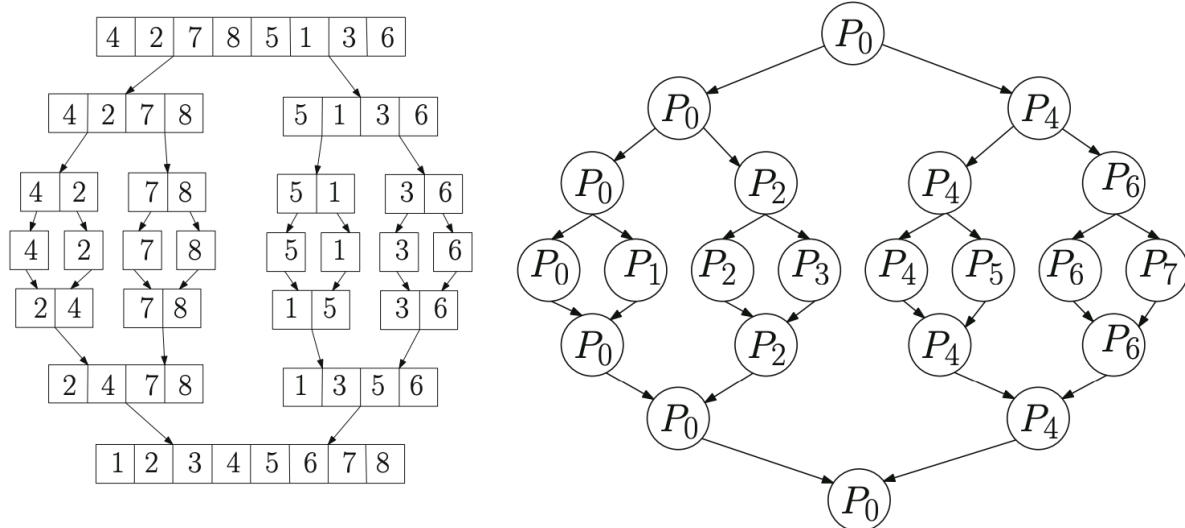 4 2 7 8 5 1 3 6
4 2 7 8
5 1 3 6
4 2
7 8
5 1
3 6
4
2
7
8
5
1
3
6
2 4
7 8
1 5
3 6
2 4 7 8
1 3 5 6
1 2 3 4 5 6 7 8
P₀
P₀
P₄
P₀
P₂
P₄
P₆
P₀
P₁
P₂
P₃
P₄
P₅
P₆
P₇
P₀
P₂
P₄
P₆
P₀
P₄
P₀